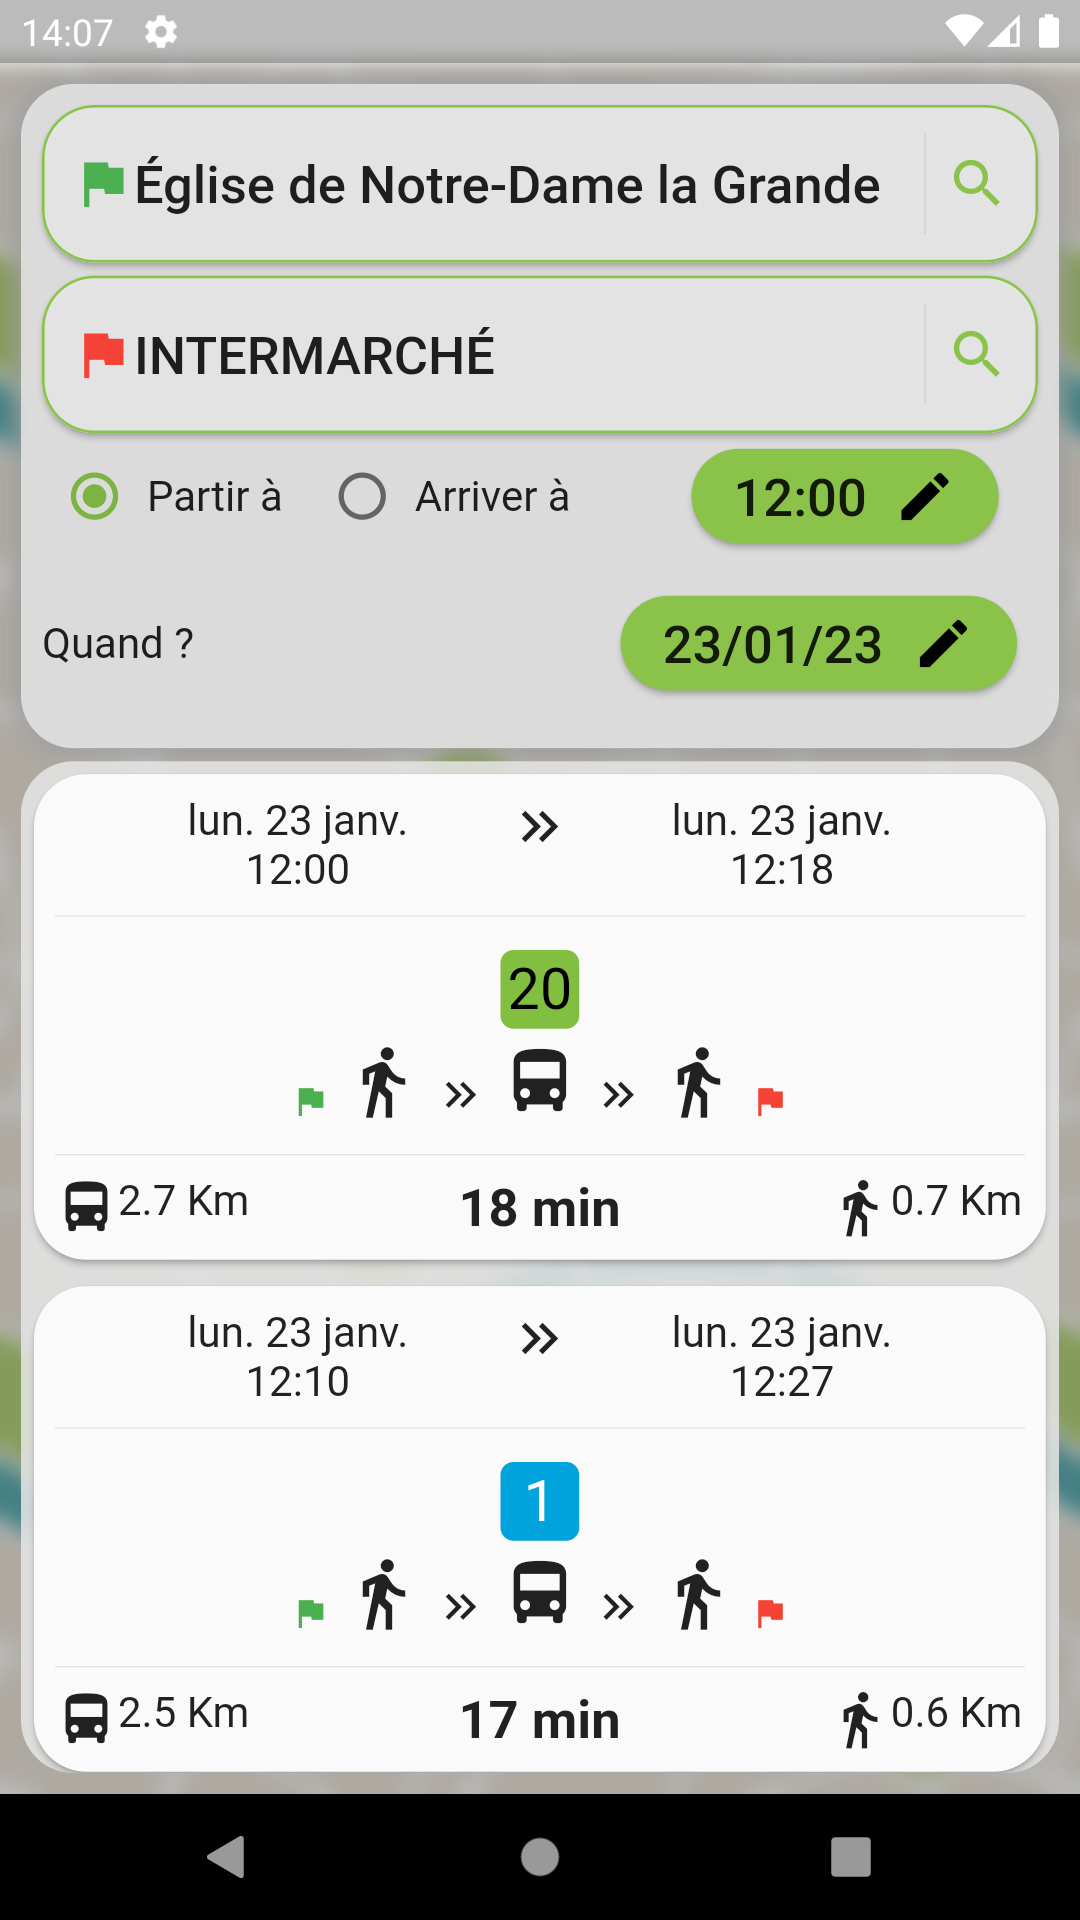 14:07
Église de Notre-Dame la Grande
INTERMARCHÉ
Partir à Arriver à 12:00
Quand ? 23/01/23
lun. 23 janv. lun. 23 janv.
12:00 12:18
20
2.7 Km 18 min 0.7 Km
lun. 23 janv. lun. 23 janv.
12:10 12:27
1
2.5 Km 17 min 0.6 Km